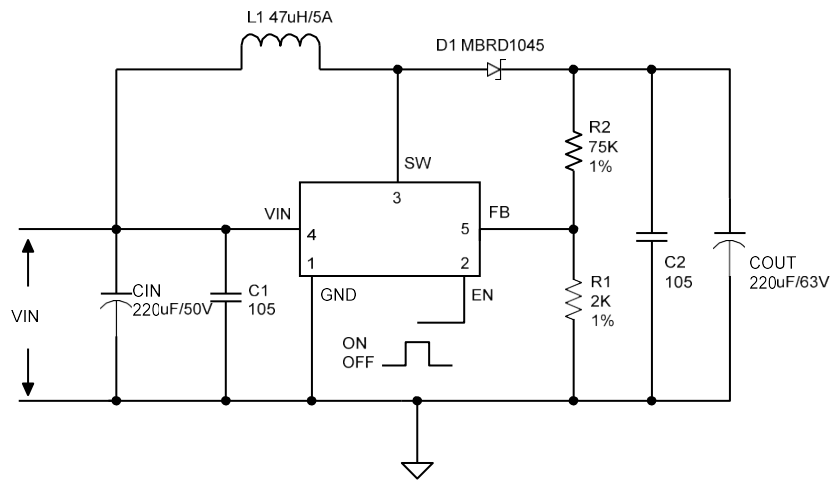 L1 47uH/5A
D1 MBRD1045
R2
75K
1%
SW
3
VIN
FB
4
5
1
2
GND
EN
R1
2K
1%
C2
105
COUT
220uF/63V
CIN
220uF/50V
C1
105
VIN
ON
OFF